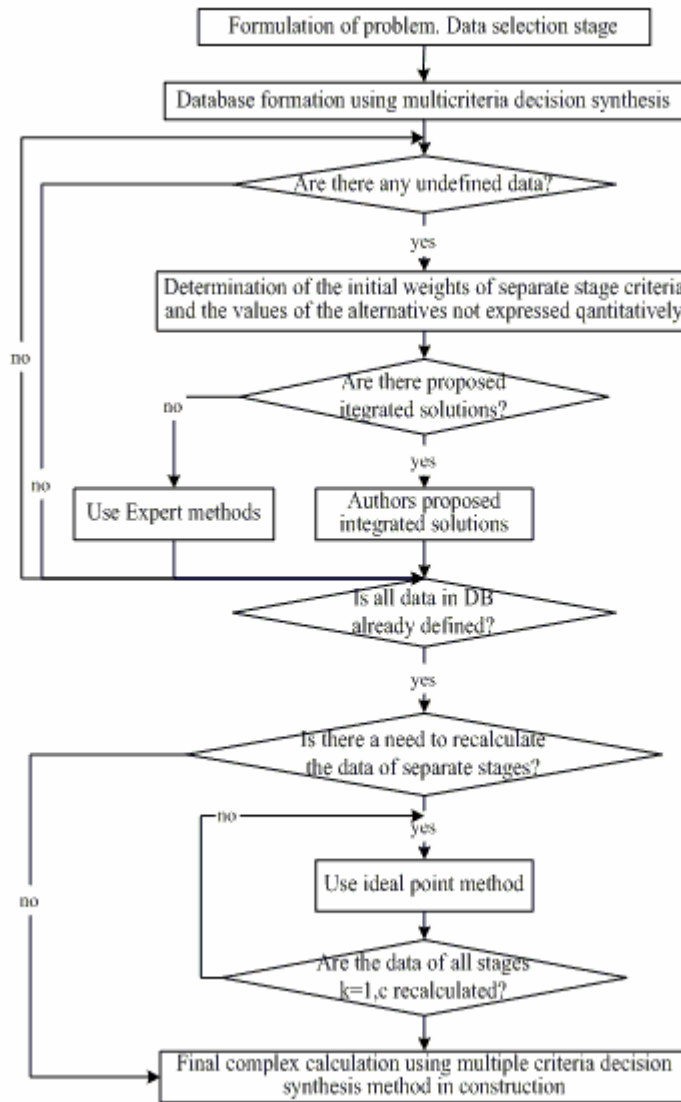 Formulation of problem. Data selection stage
Database formation using multicriteria decision synthesis
Are there any undefined data?
yes
Determination of the initial weights of separate stage criteria
and the values of the alternatives not expressed qantitatively
no
Are there proposed
itegrated solutions?
no
yes
no
Use Expert methods
Authors proposed
integrated solutions
Is all data in DB
already defined?
yes
Is there a need to recalculate
the data of separate stages?
no
yes
Use ideal point method
no
Are the data of all stages
k=1,c recalculated?
Final complex calculation using multiple criteria decision
synthesis method in construction